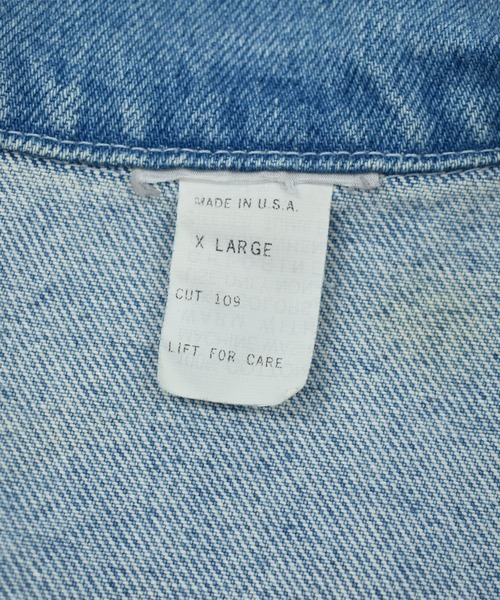 MADE IN U.S.A.
X LARGE
CUT 109
LIFT FOR CARE